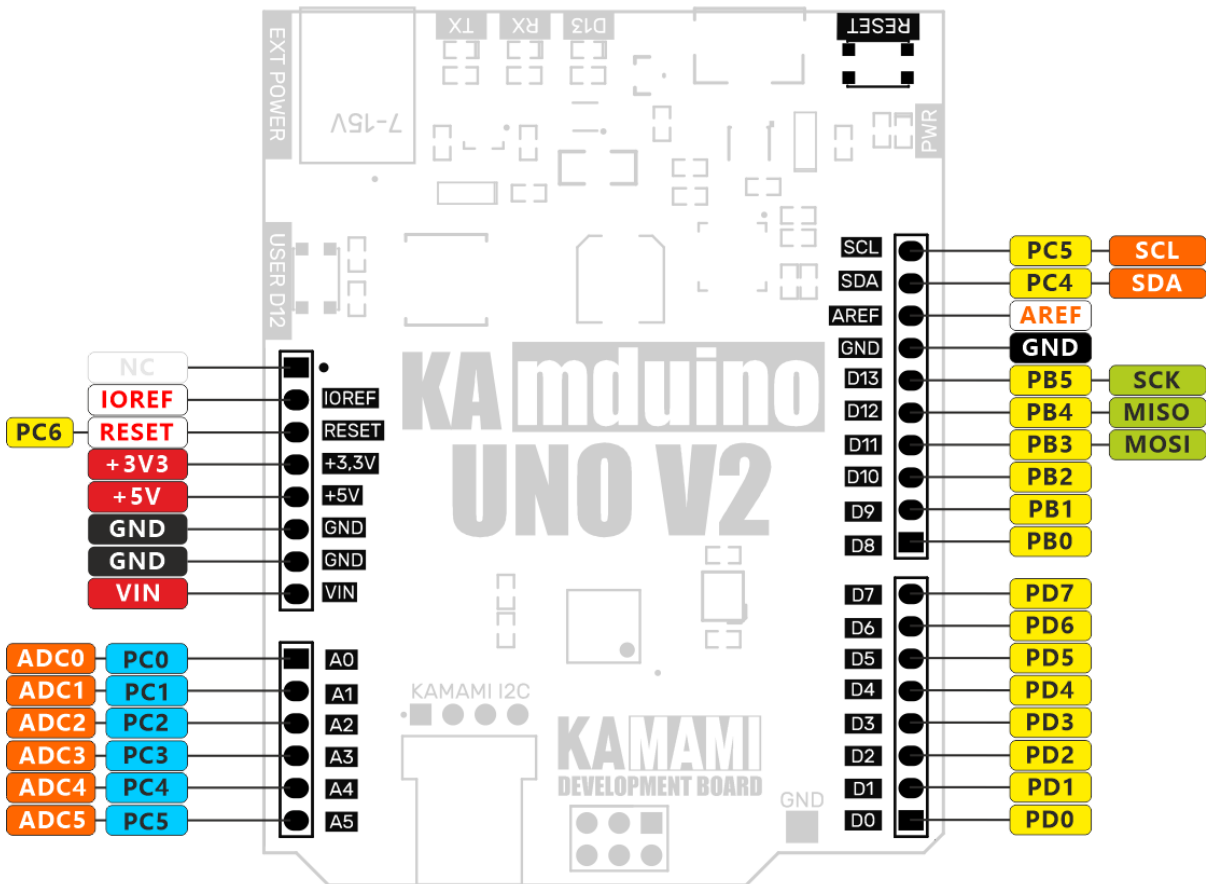 EXT POWER
7-15V
TX
RX
D13
RESET
PWR
USER D12
KAmduino
UNO V2
NC
IOREF IOREF
PC6 RESET RESET
+3V3 +3,3V
+5V +5V
GND GND
GND GND
VIN VIN
ADC0 PC0 A0
ADC1 PC1 A1
ADC2 PC2 A2
ADC3 PC3 A3
ADC4 PC4 A4
ADC5 PC5 A5
KAMAMI I2C
KAMAMI
DEVELOPMENT BOARD
GND
SCL PC5 SCL
SDA PC4 SDA
AREF AREF
GND GND
D13 PB5 SCK
D12 PB4 MISO
D11 PB3 MOSI
D10 PB2
D9 PB1
D8 PB0
D7 PD7
D6 PD6
D5 PD5
D4 PD4
D3 PD3
D2 PD2
D1 PD1
D0 PD0